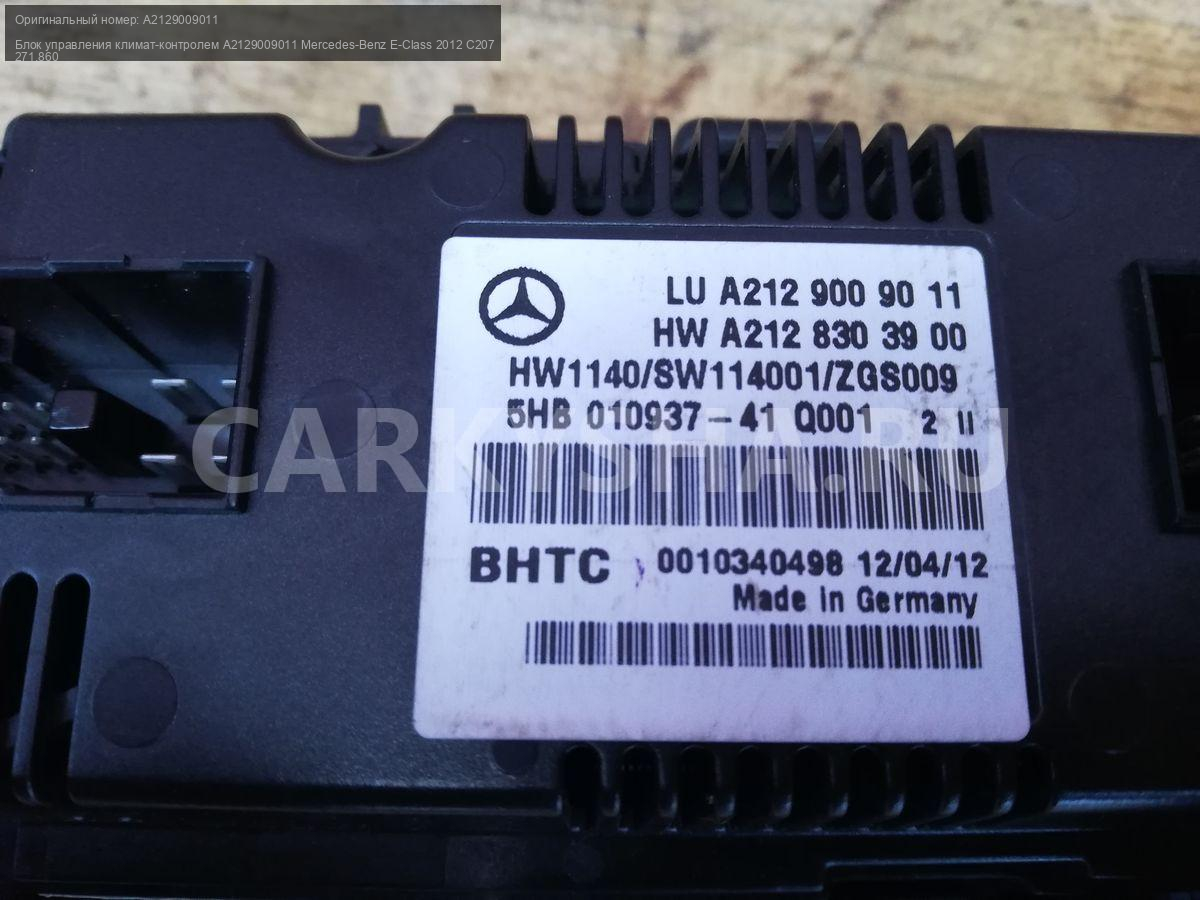 Оригинальный номер: A2129009011
Блок управления климат-контролем A2129009011 Mercedes-Benz E-Class 2012 C207
271.860
LU A212 900 90 11
HW A212 830 39 00
HW1140/SW114001/ZGS009
5HB 010937-41 Q001 2 II
CARKYSHA.RU
BHTC 0010340498 12/04/12
Made in Germany